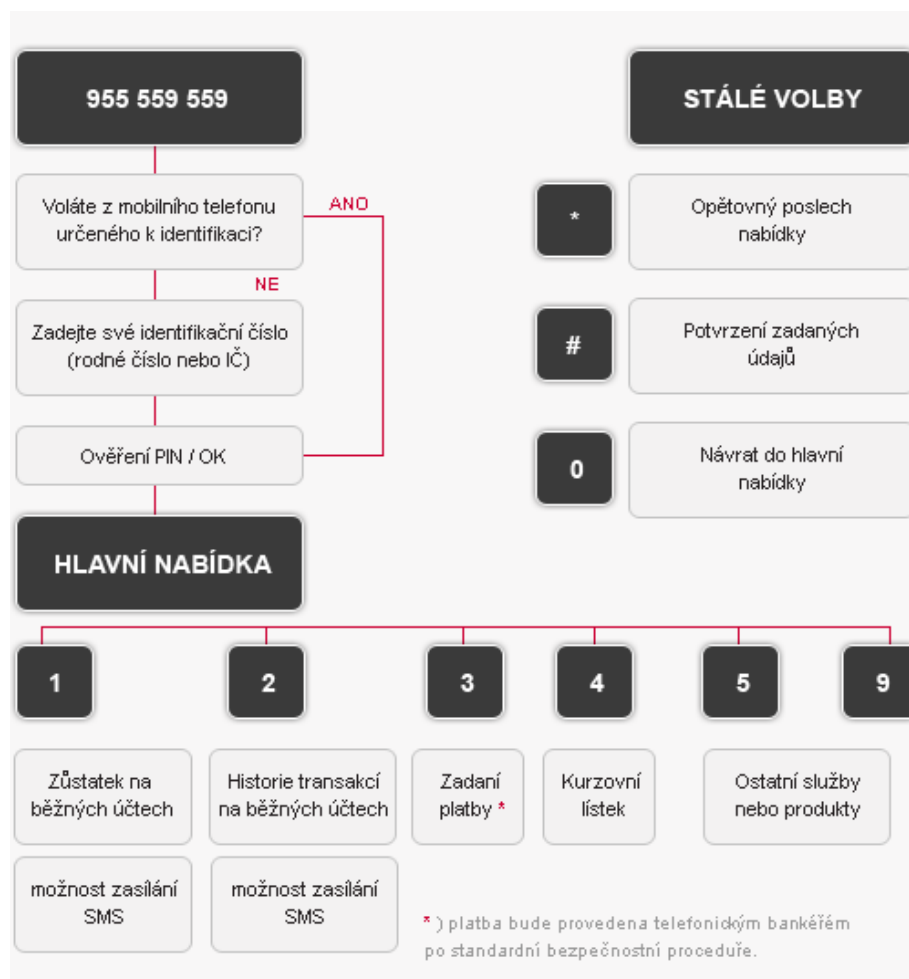 955 559 559
STÁLÉ VOLBY
Voláte z mobilního telefonu
určeného k identifikaci?
ANO
NE
*
Opětovný poslech
nabídky
Zadejte své identifikační číslo
(rodné číslo nebo IČ)
#
Potvrzení zadaných
údajů
Ověření PIN / OK
0
Návrat do hlavní
nabídky
HLAVNÍ NABÍDKA
1
2
3
4
5
9
Zůstatek na
běžných účtech
Historie transakcí
na běžných účtech
Zadaní
platby *
Kurzovní
lístek
Ostatní služby
nebo produkty
možnost zasílání
SMS
možnost zasílání
SMS
* ) platba bude provedena telefonickým bankéřém
po standardní bezpečnostní proceduře.